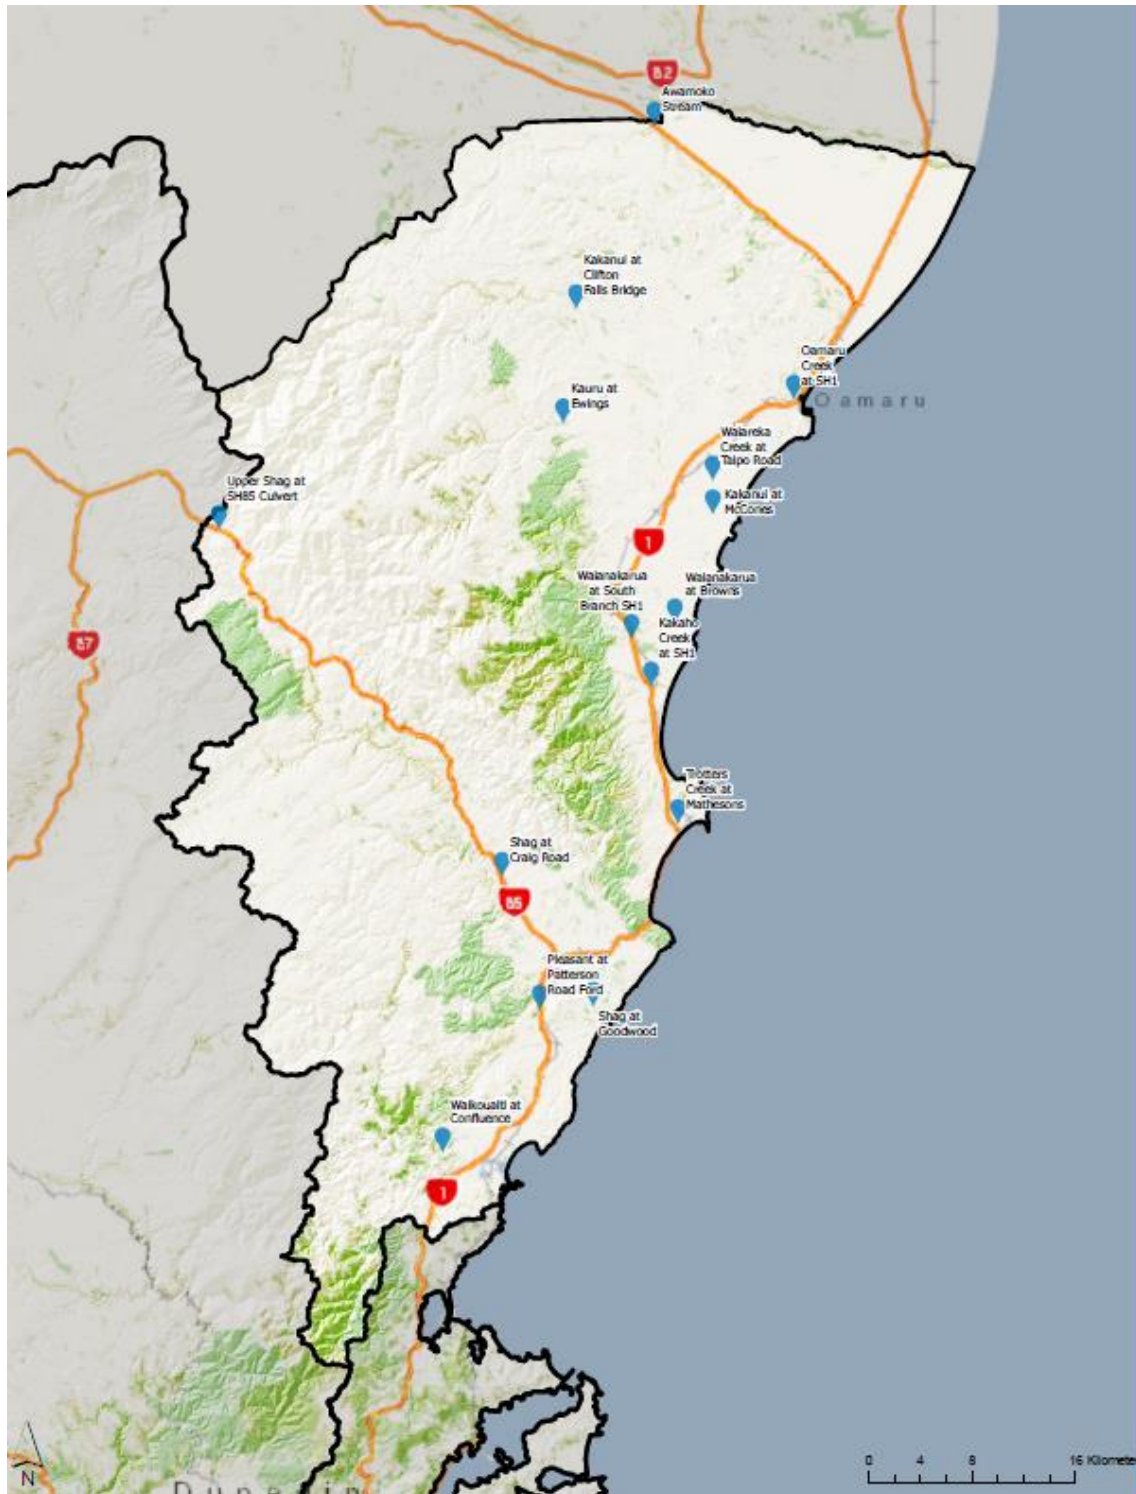 82
Awamoko
Stream
Kakanui at
Clifton
Falls Bridge
Oamaru
Creek
at SH1
Oamaru
Kauru at
Ewings
Waiareka
Creek at
Taipo Road
Upper Shag at
SH85 Culvert
Kakanui at
McCones
1
Waianakarua
at South
Branch SH1
Waianakarua
at Browns
Kakaho
Creek
at SH1
87
Trotters
Creek at
Mathesons
Shag at
Craig Road
85
Pleasant at
Patterson
Road Ford
Shag at
Goodwood
Waikouaiti at
Confluence
1
N
0 4 8 16 Kilomete
Dunedin